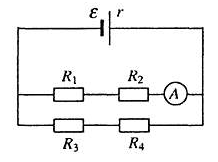 ε r
R₁ R₂ A
R₃ R₄